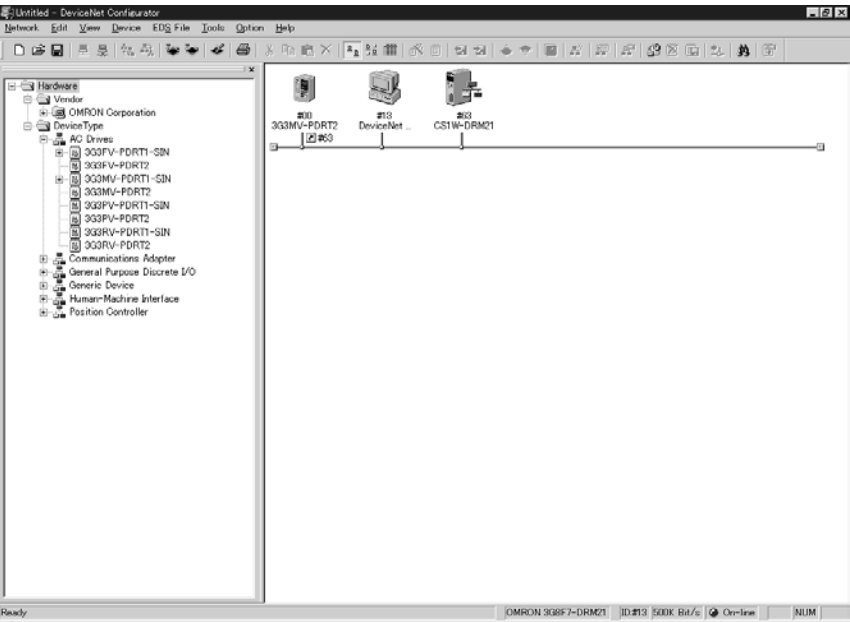 Untitled - DeviceNet Configurator
Network Edit View Device EDS File Tools Option Help
Hardware
Vendor
OMRON Corporation
DeviceType
AC Drives
3G3FV-PDRT1-SIN
3G3FV-PDRT2
3G3MV-PDRT1-SIN
3G3MV-PDRT2
3G3PV-PDRT1-SIN
3G3PV-PDRT2
3G3RV-PDRT1-SIN
3G3RV-PDRT2
Communications Adapter
General Purpose Discrete I/O
Generic Device
Human-Machine Interface
Position Controller
#00 #13 #63
3G3MV-PDRT2 DeviceNet .. CS1W-DRM21
#63
Ready OMRON 3G8F7-DRM21 ID:#13 500K Bit/s On-line NUM